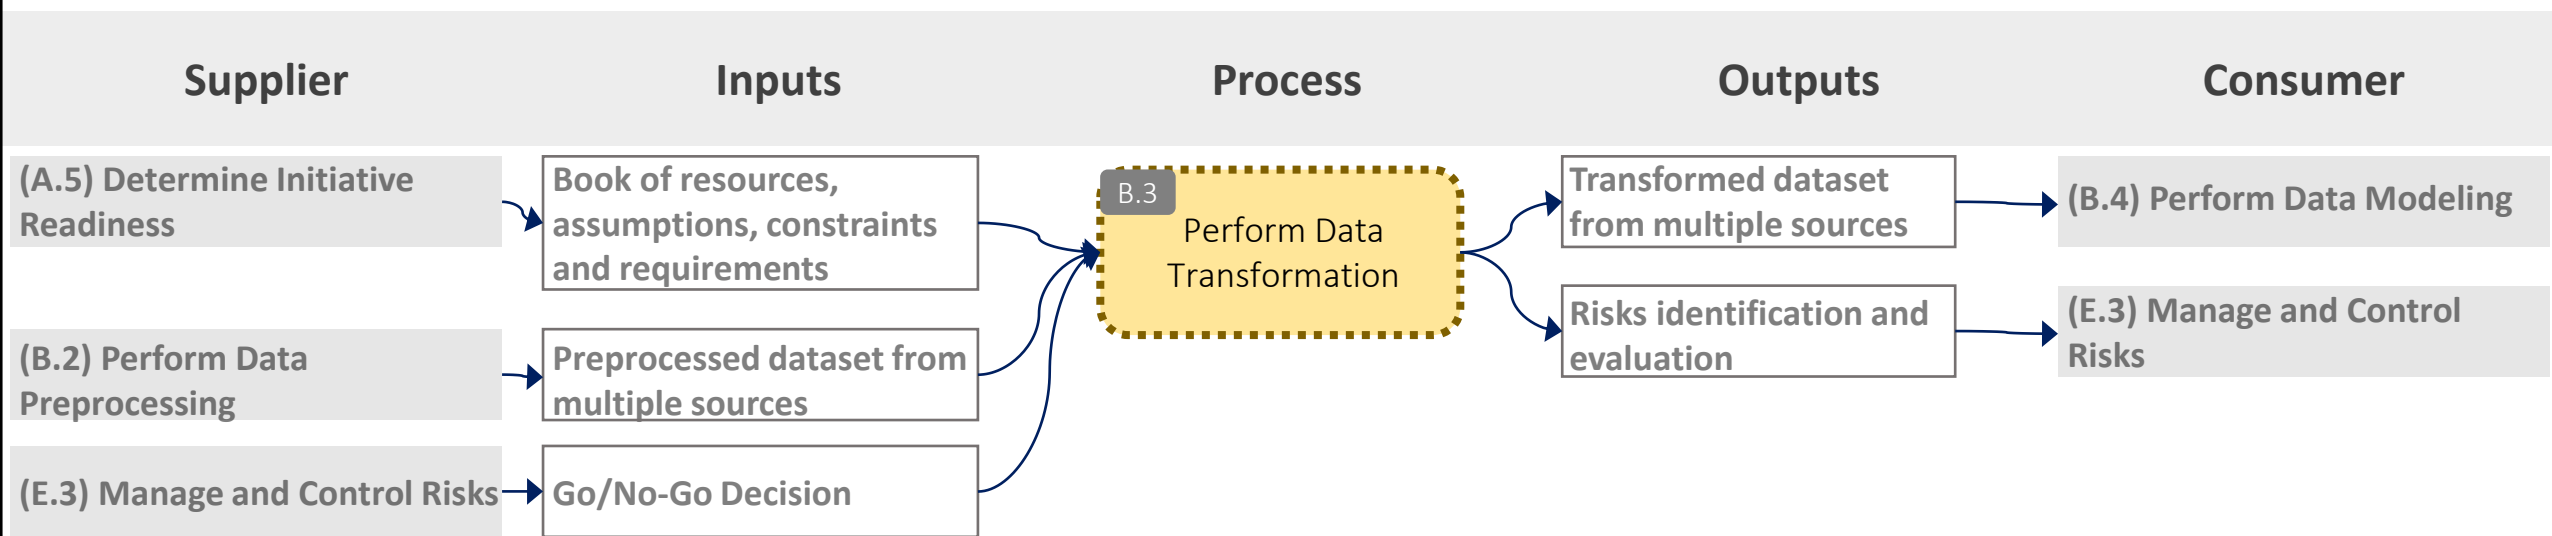 Supplier
Inputs
Process
Outputs
Consumer
(A.5) Determine Initiative
Readiness
Book of resources,
assumptions, constraints
and requirements
B.3
Perform Data
Transformation
Transformed dataset
from multiple sources
(B.4) Perform Data Modeling
(B.2) Perform Data
Preprocessing
Preprocessed dataset from
multiple sources
Risks identification and
evaluation
(E.3) Manage and Control
Risks
(E.3) Manage and Control Risks
Go/No-Go Decision